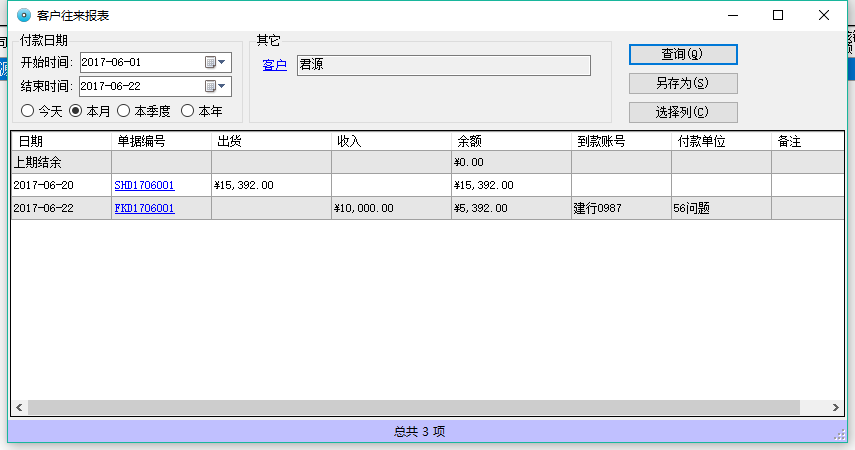 客户往来报表
付款日期
开始时间: 2017-06-01
结束时间: 2017-06-22
今天 本月 本季度 本年
其它
客户 君源
查询(Q)
另存为(S)
选择列(C)
日期 单据编号 出货 收入 余额 到款账号 付款单位 备注
上期结余 ¥0.00
2017-06-20 SHD1706001 ¥15,392.00 ¥15,392.00
2017-06-22 FKD1706001 ¥10,000.00 ¥5,392.00 建行0987 56问题
总共 3 项